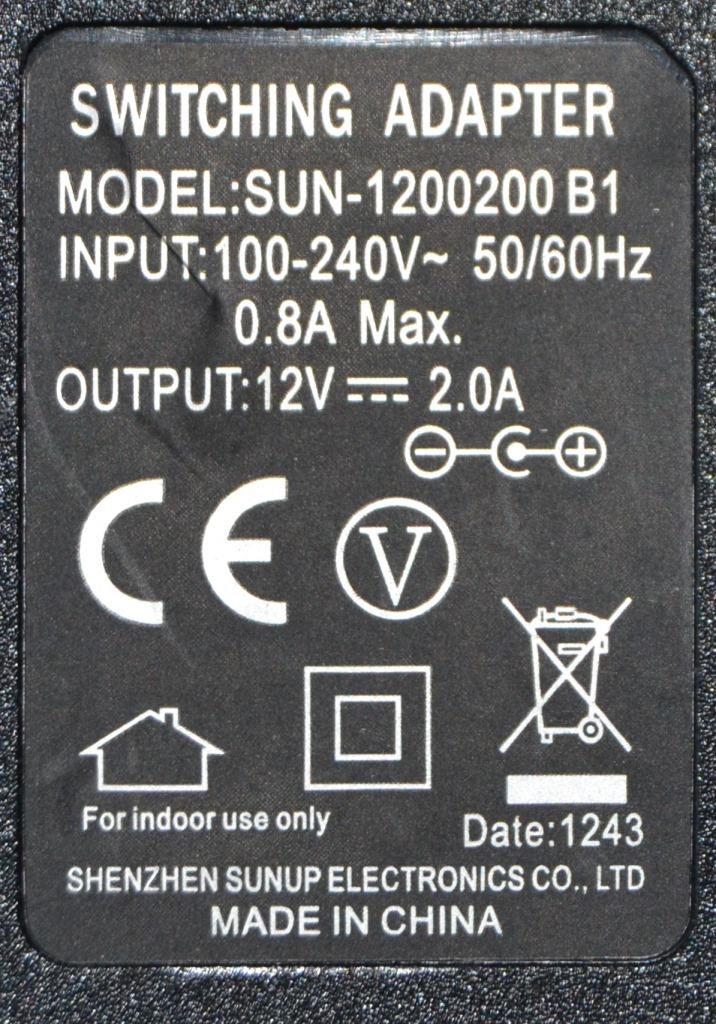 SWITCHING ADAPTER
MODEL:SUN-1200200 B1
INPUT:100-240V~ 50/60Hz
0.8A Max.
OUTPUT:12V ⎓ 2.0A
CE V
For indoor use only
Date:1243
SHENZHEN SUNUP ELECTRONICS CO., LTD
MADE IN CHINA